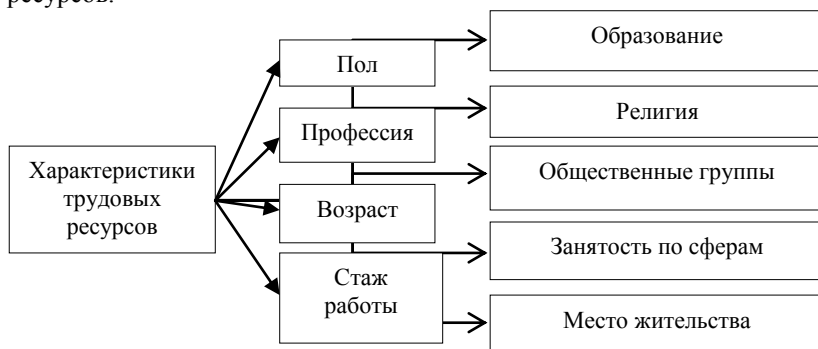 ресурсов.
Пол
Профессия
Характеристики
трудовых
ресурсов
Возраст
Стаж
работы
Образование
Религия
Общественные группы
Занятость по сферам
Место жительства